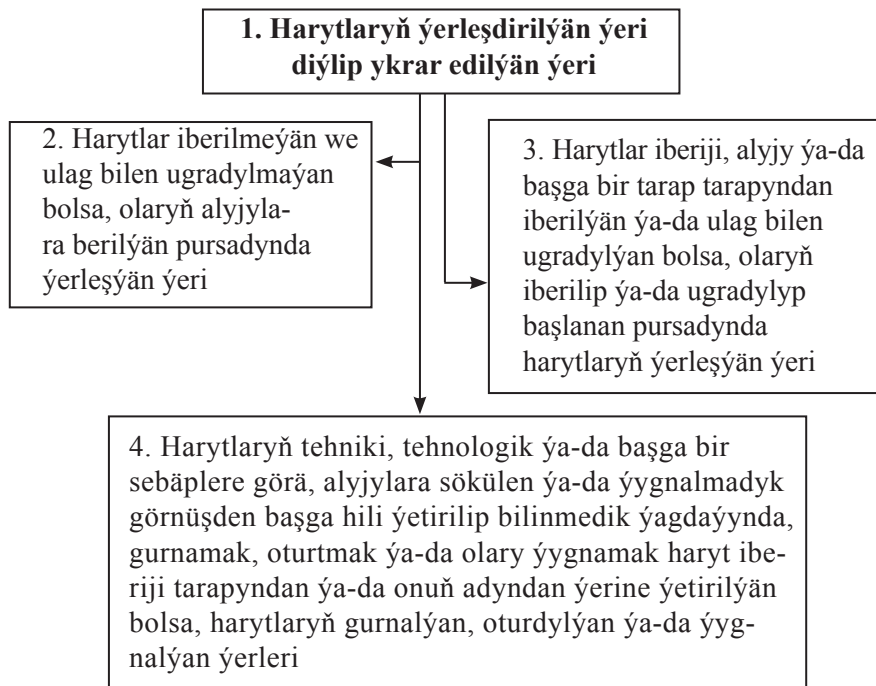 1. Harytlaryň ýerleşdirilýän ýeri
diýlip ykrar edilýän ýeri
2. Harytlar iberilmeýän we
ulag bilen ugradylmaýan
bolsa, olaryň alyjyla-
ra berilýän pursadynda
ýerleşýän ýeri
3. Harytlar iberiji, alyjy ýa-da
başga bir tarap tarapyndan
iberilýän ýa-da ulag bilen
ugradylýan bolsa, olaryň
iberilip ýa-da ugradylyp
başlanan pursadynda
harytlaryň ýerleşýän ýeri
4. Harytlaryň tehniki, tehnologik ýa-da başga bir
sebäplere görä, alyjylara sökülen ýa-da ýygnalmadyk
görnüşden başga hili ýetirilip bilinmedik ýagdaýynda,
gurnamak, oturtmak ýa-da olary ýygnamak haryt ibe-
riji tarapyndan ýa-da onuň adyndan ýerine ýetirilýän
bolsa, harytlaryň gurnalýan, oturdylýan ýa-da ýyg-
nalýan ýerleri